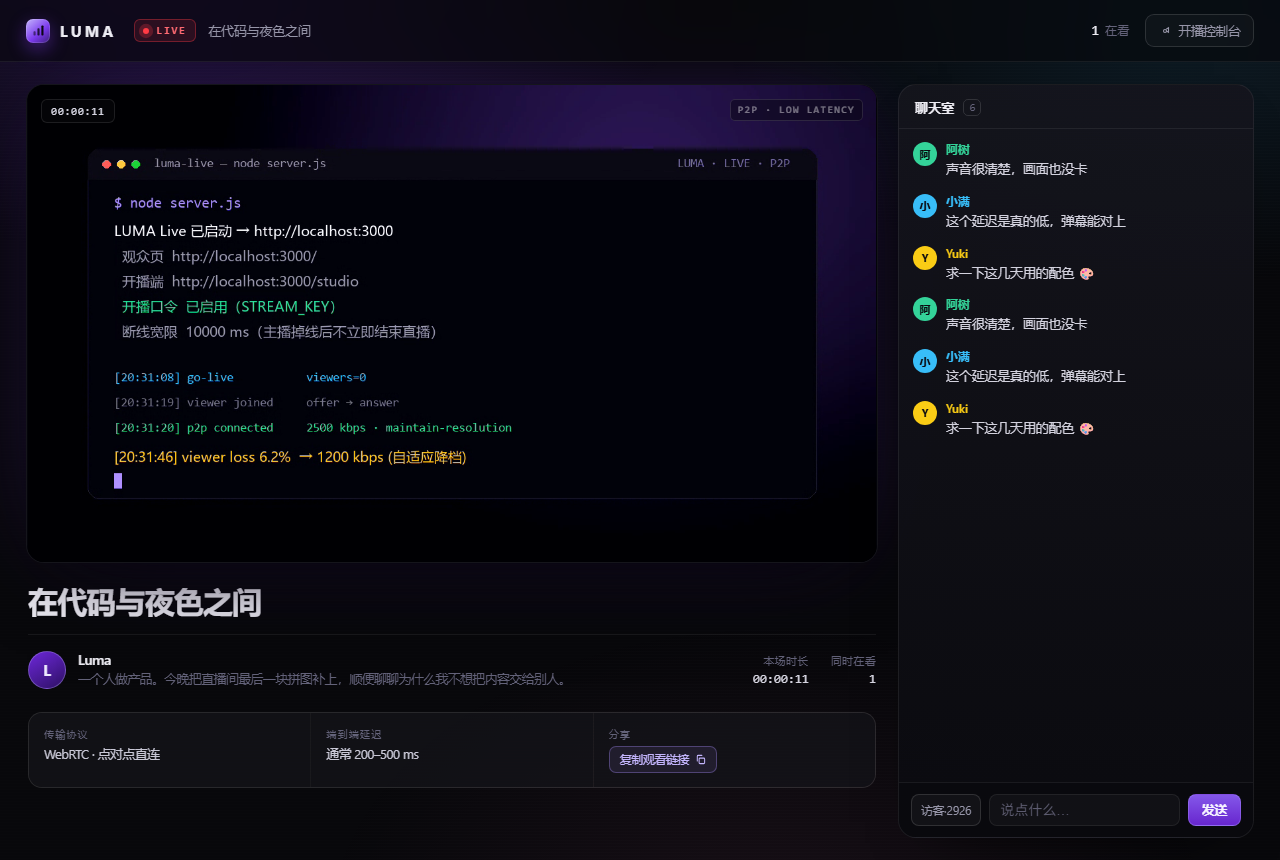 LUMA
LIVE
在代码与夜色之间
1 在看
开播控制台
00:00:11
P2P · LOW LATENCY
luma-live — node server.js
LUMA · LIVE · P2P
$ node server.js
LUMA Live 已启动 → http://localhost:3000
观众页 http://localhost:3000/
开播端 http://localhost:3000/studio
开播口令 已启用（STREAM_KEY）
断线宽限 10000 ms（主播掉线后不立即结束直播）
[20:31:08] go-live viewers=0
[20:31:19] viewer joined offer → answer
[20:31:20] p2p connected 2500 kbps · maintain-resolution
[20:31:46] viewer loss 6.2% → 1200 kbps (自适应降档)
在代码与夜色之间
L
Luma
一个人做产品。今晚把直播间最后一块拼图补上，顺便聊聊为什么我不想把内容交给别人。
本场时长
00:00:11
同时在看
1
传输协议
WebRTC · 点对点直连
端到端延迟
通常 200–500 ms
分享
复制观看链接
聊天室 6
阿
阿树
声音很清楚，画面也没卡
小
小满
这个延迟是真的低，弹幕能对上
Y
Yuki
求一下这几天用的配色 🎨
阿
阿树
声音很清楚，画面也没卡
小
小满
这个延迟是真的低，弹幕能对上
Y
Yuki
求一下这几天用的配色 🎨
访客·2926
说点什么…
发送